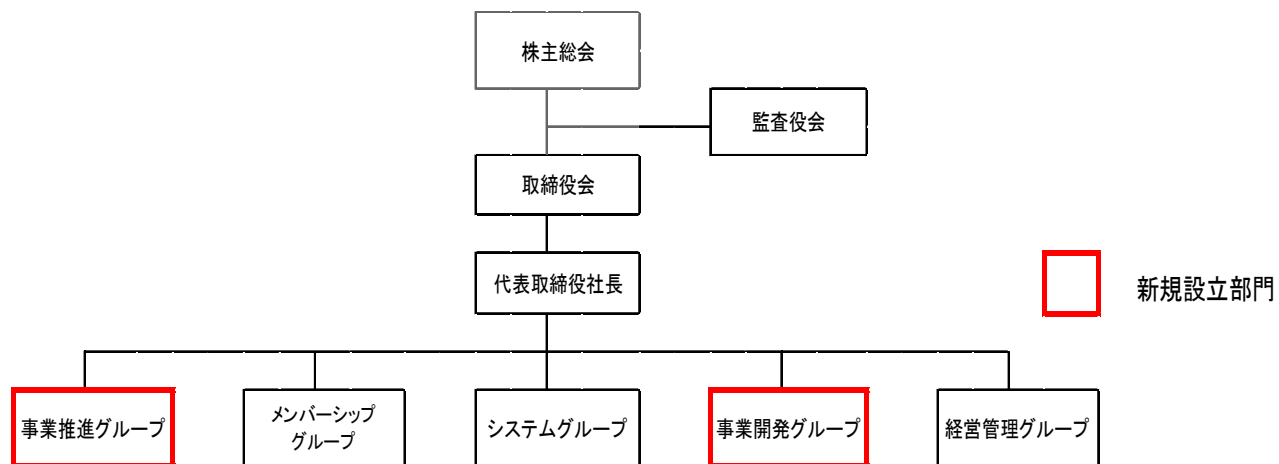 株主総会
監査役会
取締役会
代表取締役社長
新規設立部門
事業推進グループ
メンバーシップ
グループ
システムグループ
事業開発グループ
経営管理グループ